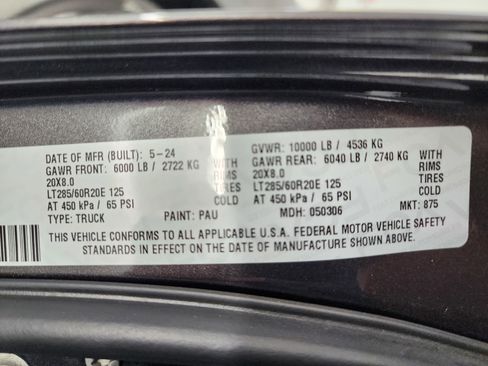 DATE OF MFR (BUILT): 5-24 GVWR: 10000 LB / 4536 KG
GAWR FRONT: 6000 LB / 2722 KG WITH GAWR REAR: 6040 LB / 2740 KG WITH
20X8.0 RIMS 20X8.0 RIMS
LT285/60R20E 125 TIRES LT285/60R20E 125 TIRES
AT 450 kPa / 65 PSI COLD AT 450 kPa / 65 PSI COLD
TYPE: TRUCK PAINT: PAU MDH: 050306 MKT: 875
THIS VEHICLE CONFORMS TO ALL APPLICABLE U.S.A. FEDERAL MOTOR VEHICLE SAFETY
STANDARDS IN EFFECT ON THE DATE OF MANUFACTURE SHOWN ABOVE.